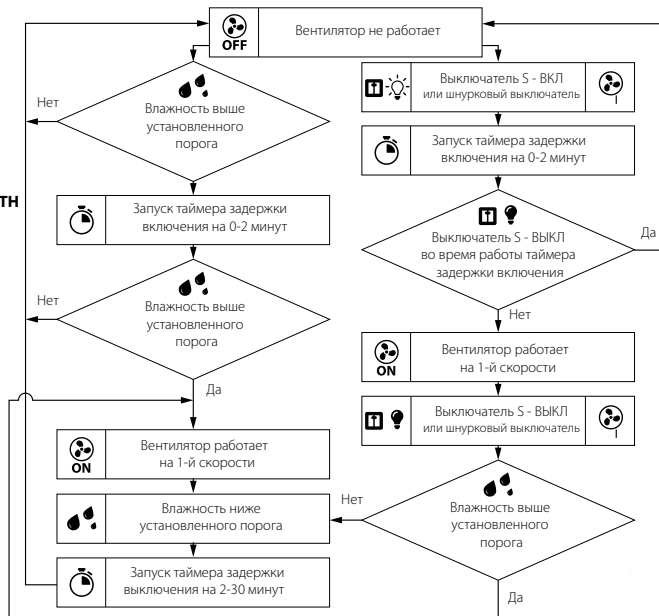 OFF
Вентилятор не работает
Влажность выше
установленного
порога
Нет
TH
Запуск таймера задержки
включения на 0-2 минут
Влажность выше
установленного
порога
Нет
Да
ON
Вентилятор работает
на 1-й скорости
Влажность ниже
установленного порога
Запуск таймера задержки
выключения на 2-30 минут
Выключатель S - ВКЛ
или шнурковый выключатель
I
Запуск таймера задержки
включения на 0-2 минут
Выключатель S - ВЫКЛ
во время работы таймера
задержки включения
Да
Нет
ON
Вентилятор работает
на 1-й скорости
Выключатель S - ВЫКЛ
или шнурковый выключатель
I
Влажность выше
установленного
порога
Нет
Да